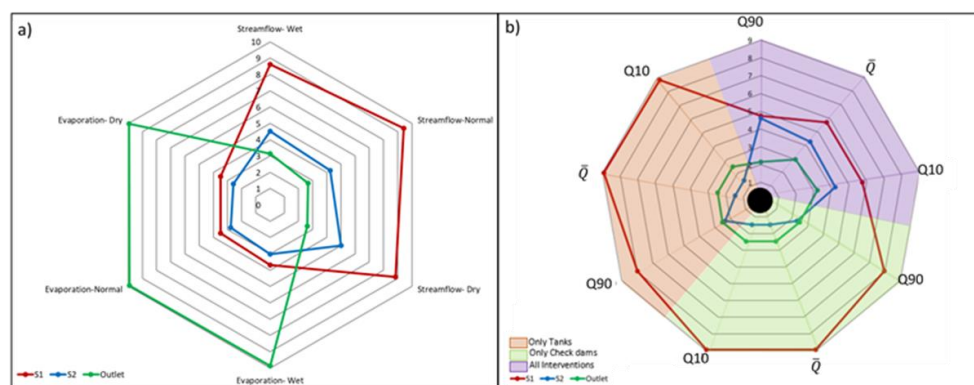 a)
Streamflow- Wet
10
9
8
7
6
5
4
3
2
1
0
Evaporation- Dry
Streamflow-Normal
Evaporation-Normal
Streamflow- Dry
Evaporation- Wet
S1 S2 Outlet
b)
Q90
9
8
7
6
5
4
3
2
1
Q10
Q̅
Q̅
Q10
Q90
Q90
Q10
Q̅
Only Tanks
Only Check dams
All Interventions
S1 S2 Outlet